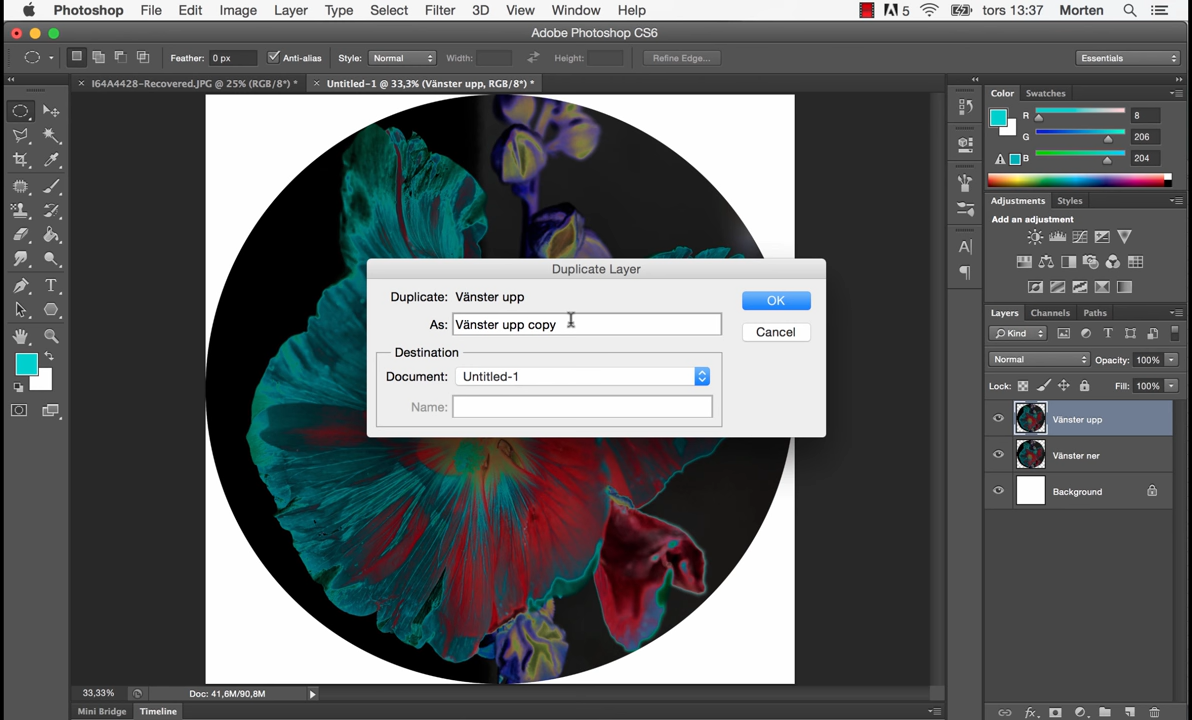 Photoshop File Edit Image Layer Type Select Filter 3D View Window Help 5 tors 13:37 Morten
Adobe Photoshop CS6
Feather: 0 px Anti-alias Style: Normal Width: Height: Refine Edge... Essentials
× I64A4428-Recovered.JPG @ 25% (RGB/8*) * × Untitled-1 @ 33,3% (Vänster upp, RGB/8*) *
Color Swatches
R 8
G 206
B 204
Adjustments Styles
Add an adjustment
Duplicate Layer
Duplicate: Vänster upp
As: Vänster upp copy
OK
Cancel
Destination
Document: Untitled-1
Name:
Layers Channels Paths
Kind
Normal Opacity: 100%
Lock: Fill: 100%
Vänster upp
Vänster ner
Background
33,33% Doc: 41,6M/90,8M
Mini Bridge Timeline